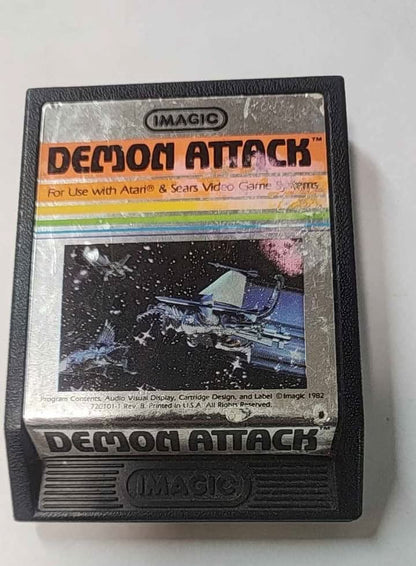 IMAGIC
DEMON ATTACK™
For Use with Atari® & Sears Video Game Systems
Program Contents, Audio Visual Display, Cartridge Design, and Label ©Imagic 1982
720101-1 Rev. B. Printed in U.S.A. All Rights Reserved.
DEMON ATTACK
IMAGIC